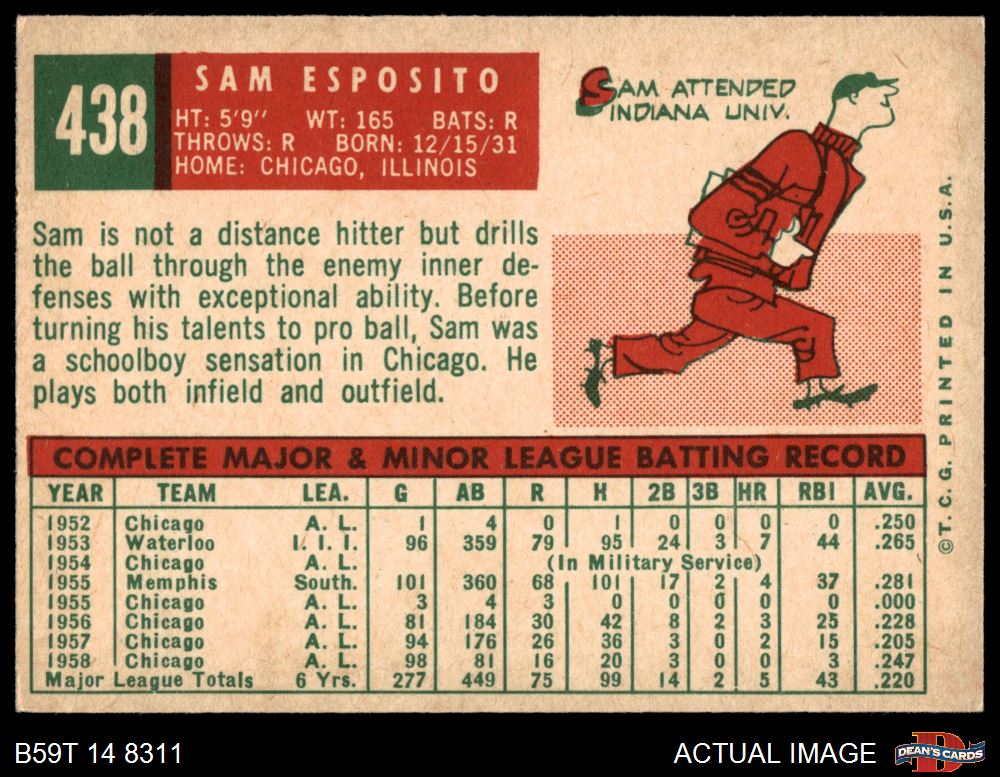 438
SAM ESPOSITO
HT: 5'9" WT: 165 BATS: R
THROWS: R BORN: 12/15/31
HOME: CHICAGO, ILLINOIS
SAM ATTENDED
INDIANA UNIV.
Sam is not a distance hitter but drills
the ball through the enemy inner de-
fenses with exceptional ability. Before
turning his talents to pro ball, Sam was
a schoolboy sensation in Chicago. He
plays both infield and outfield.
COMPLETE MAJOR & MINOR LEAGUE BATTING RECORD
YEAR TEAM LEA. G AB R H 2B 3B HR RBI AVG.
1952 Chicago A. L. 1 4 0 1 0 0 0 0 .250
1953 Waterloo I. I. I. 96 359 79 95 24 3 7 44 .265
1954 Chicago A. L. (In Military Service)
1955 Memphis South. 101 360 68 101 17 2 4 37 .281
1955 Chicago A. L. 3 4 3 0 0 0 0 0 .000
1956 Chicago A. L. 81 184 30 42 8 2 3 25 .228
1957 Chicago A. L. 94 176 26 36 3 0 2 15 .205
1958 Chicago A. L. 98 81 16 20 3 0 0 3 .247
Major League Totals 6 Yrs. 277 449 75 99 14 2 5 43 .220
©T. C. G. PRINTED IN U.S.A.
B59T 14 8311
ACTUAL IMAGE
D
DEAN'S CARDS